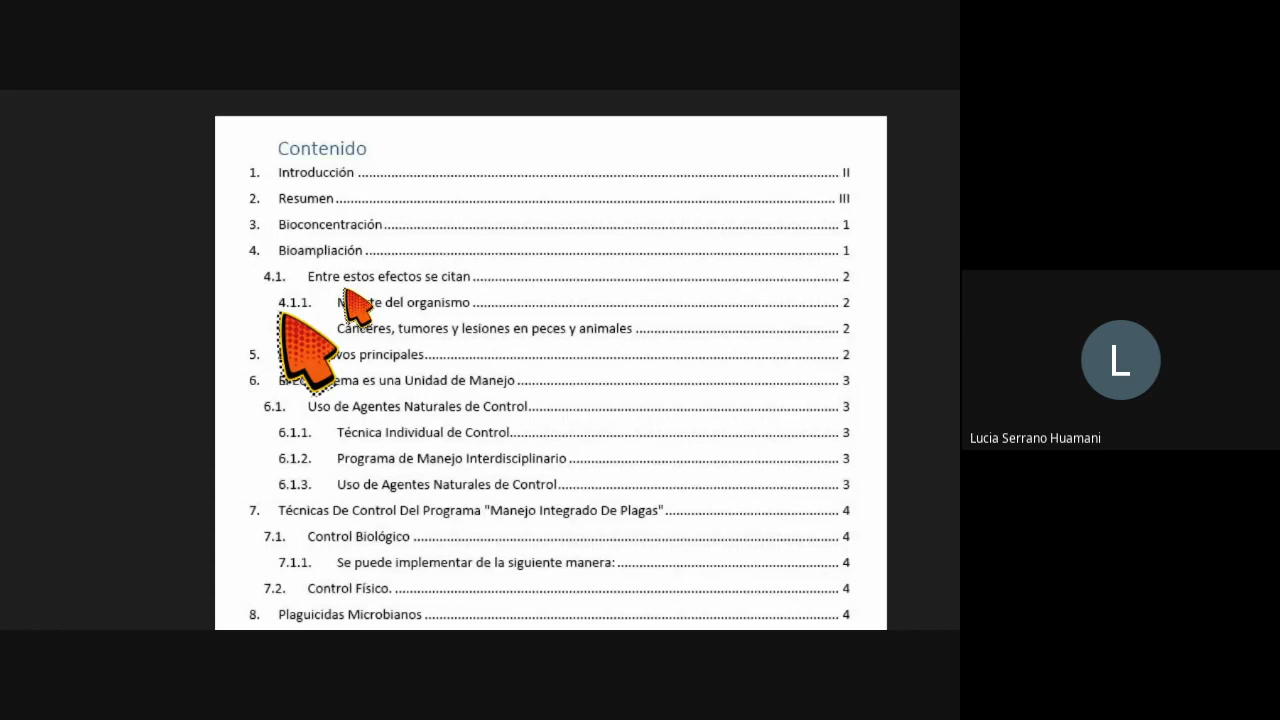 Contenido
1. Introducción ... II
2. Resumen ... III
3. Bioconcentración ... 1
4. Bioampliación ... 1
4.1. Entre estos efectos se citan ... 2
4.1.1. del organismo ... 2
Cánceres, tumores y lesiones en peces y animales ... 2
5. principales ... 2
6. es una Unidad de Manejo ... 3
6.1. Uso de Agentes Naturales de Control ... 3
6.1.1. Técnica Individual de Control ... 3
6.1.2. Programa de Manejo Interdisciplinario ... 3
6.1.3. Uso de Agentes Naturales de Control ... 3
7. Técnicas De Control Del Programa "Manejo Integrado De Plagas" ... 4
7.1. Control Biológico ... 4
7.1.1. Se puede implementar de la siguiente manera: ... 4
7.2. Control Físico. ... 4
8. Plaguicidas Microbianos ... 4
L
Lucia Serrano Huamani